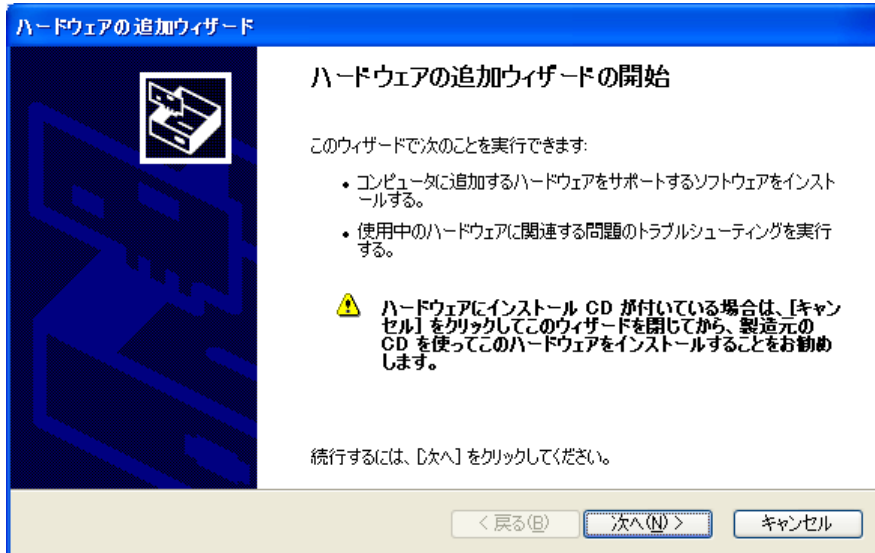 ハードウェアの追加ウィザード
ハードウェアの追加ウィザードの開始
このウィザードで次のことを実行できます:
• コンピュータに追加するハードウェアをサポートするソフトウェアをインスト
ールする。
• 使用中のハードウェアに関連する問題のトラブルシューティングを実行
する。
ハードウェアにインストール CD が付いている場合は、[キャン
セル] をクリックしてこのウィザードを閉じてから、製造元の
CD を使ってこのハードウェアをインストールすることをお勧め
します。
続行するには、[次へ] をクリックしてください。
< 戻る(B) 次へ(N) > キャンセル